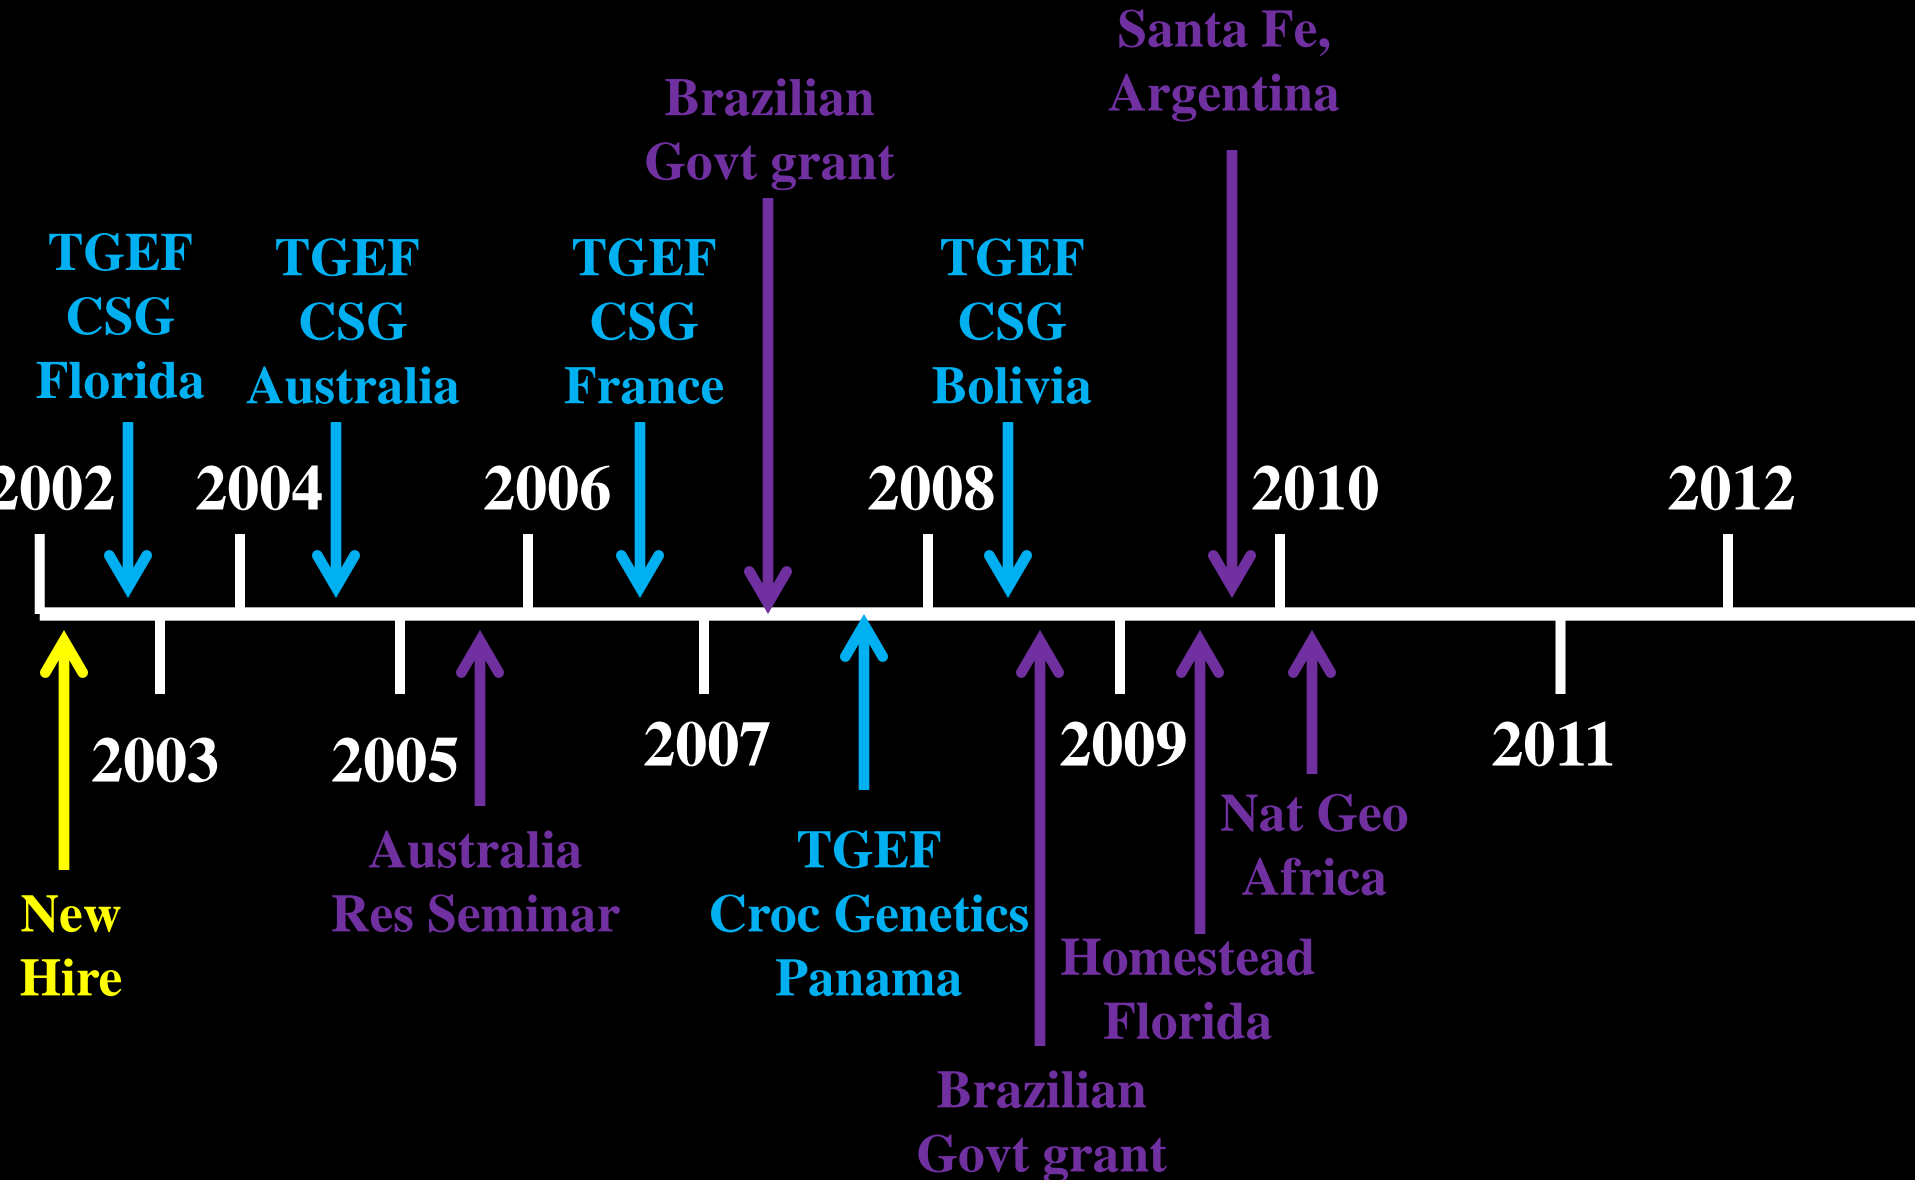 Santa Fe,
Argentina
Brazilian
Govt grant
TGEF
CSG
Florida
TGEF
CSG
Australia
TGEF
CSG
France
TGEF
CSG
Bolivia
2002
2004
2006
2008
2010
2012
2003
2005
2007
2009
2011
New
Hire
Australia
Res Seminar
TGEF
Croc Genetics
Panama
Nat Geo
Africa
Homestead
Florida
Brazilian
Govt grant